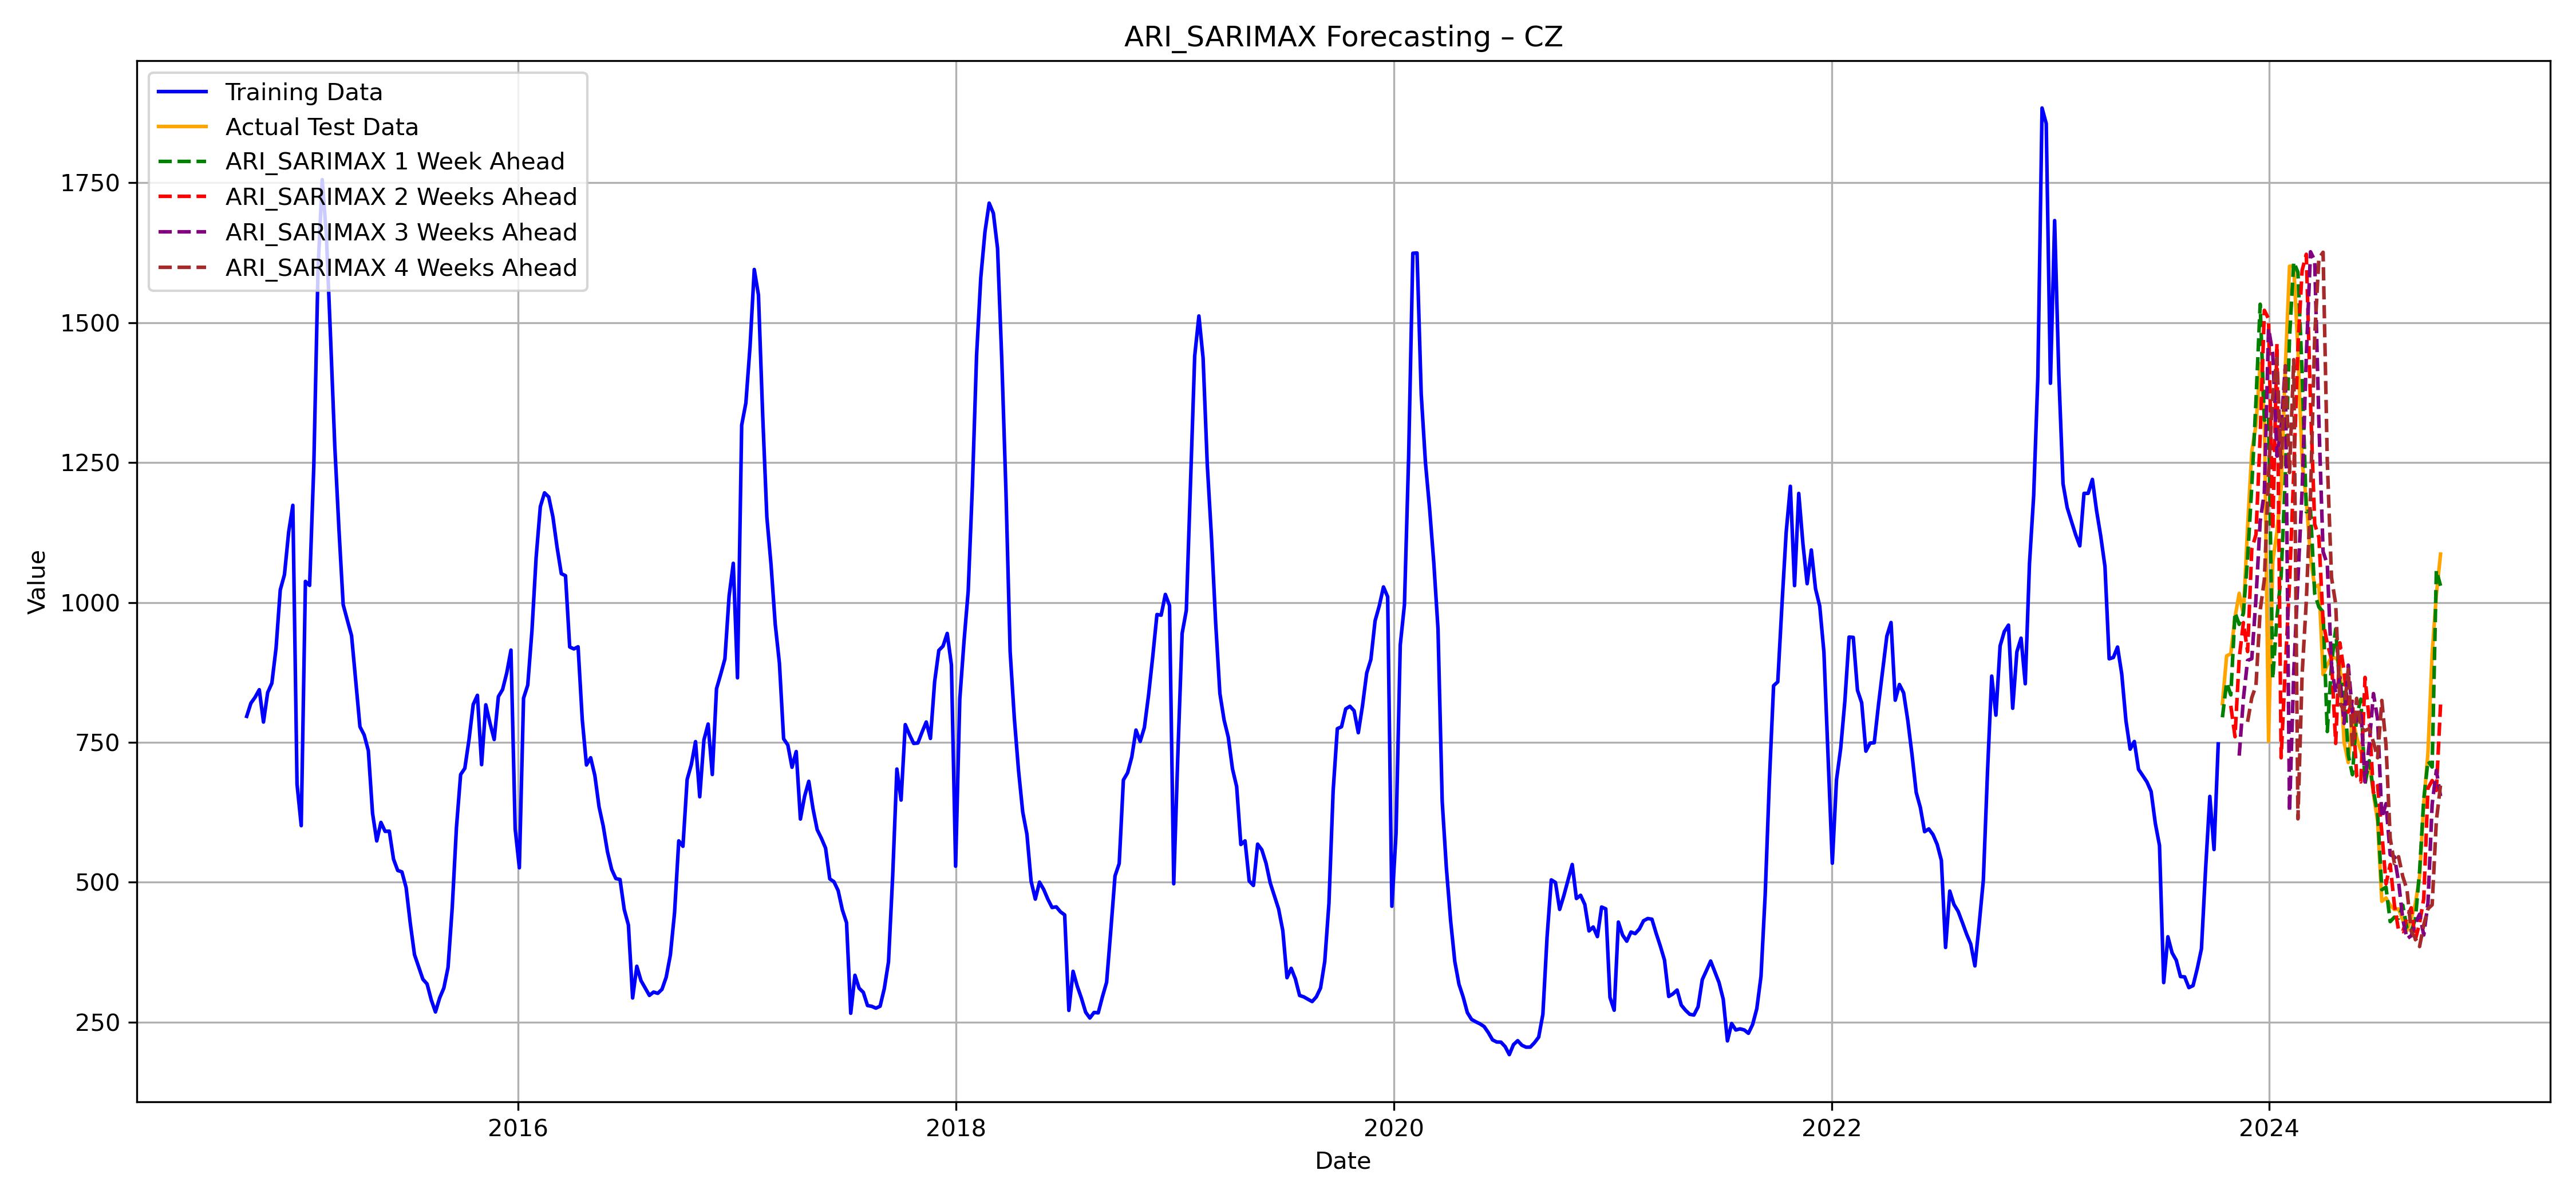 ARI_SARIMAX Forecasting – CZ
Training Data
Actual Test Data
ARI_SARIMAX 1 Week Ahead
ARI_SARIMAX 2 Weeks Ahead
ARI_SARIMAX 3 Weeks Ahead
ARI_SARIMAX 4 Weeks Ahead
Value
1750
1500
1250
1000
750
500
250
2016 2018 2020 2022 2024
Date